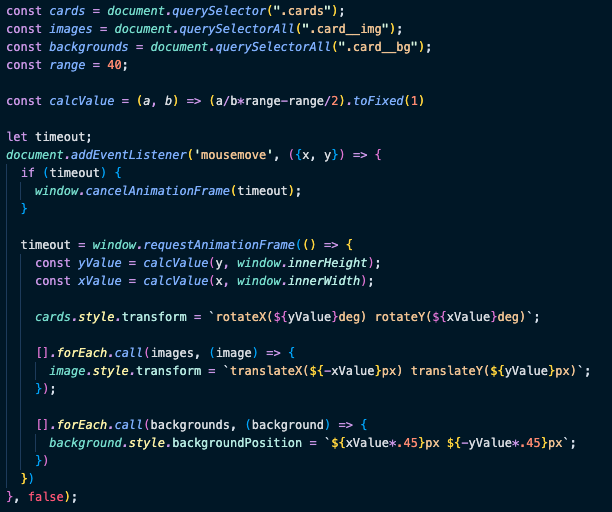 const cards = document.querySelector(".cards");
const images = document.querySelectorAll(".card__img");
const backgrounds = document.querySelectorAll(".card__bg");
const range = 40;

const calcValue = (a, b) => (a/b*range-range/2).toFixed(1)

let timeout;
document.addEventListener('mousemove', ({x, y}) => {
  if (timeout) {
    window.cancelAnimationFrame(timeout);
  }

  timeout = window.requestAnimationFrame(() => {
    const yValue = calcValue(y, window.innerHeight);
    const xValue = calcValue(x, window.innerWidth);

    cards.style.transform = `rotateX(${yValue}deg) rotateY(${xValue}deg)`;

    [].forEach.call(images, (image) => {
      image.style.transform = `translateX(${-xValue}px) translateY(${yValue}px)`;
    });

    [].forEach.call(backgrounds, (background) => {
      background.style.backgroundPosition = `${xValue*.45}px ${-yValue*.45}px`;
    })
  })
}, false);